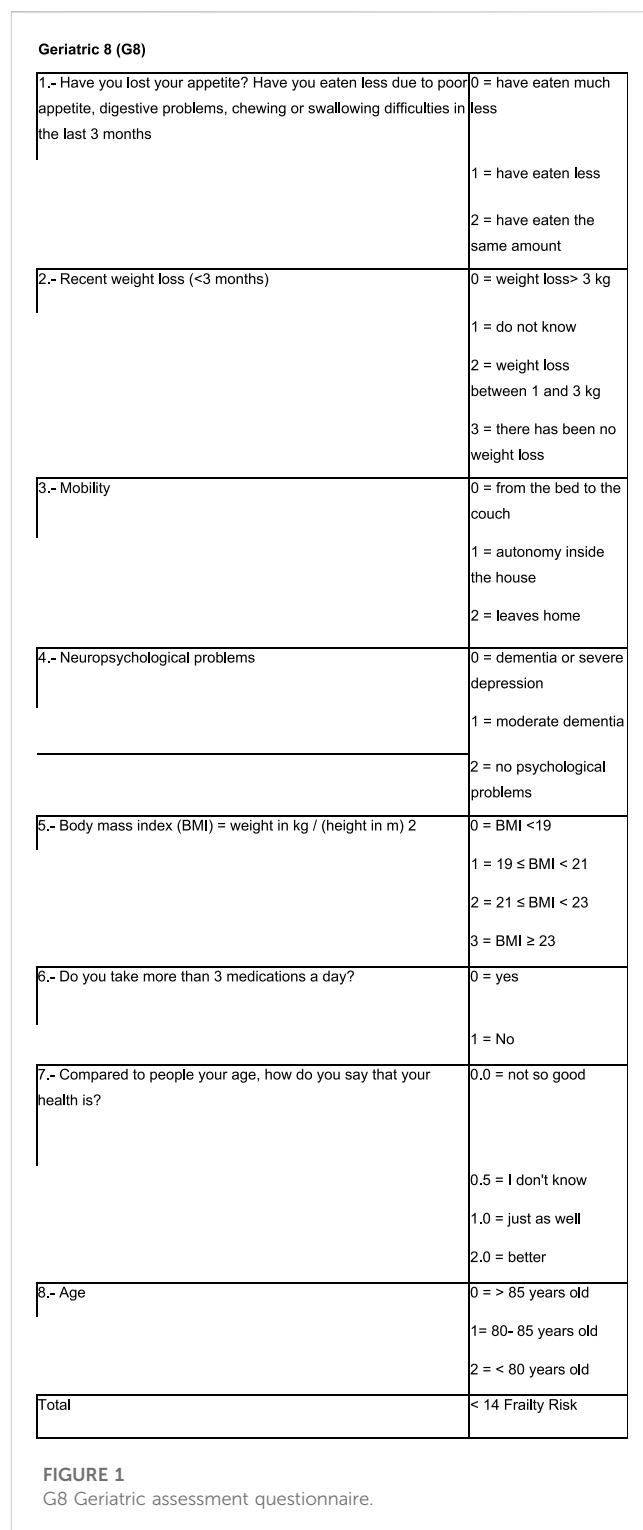 Geriatric 8 (G8)
1.- Have you lost your appetite? Have you eaten less due to poor
appetite, digestive problems, chewing or swallowing difficulties in
the last 3 months
0 = have eaten much
less
1 = have eaten less
2 = have eaten the
same amount
2.- Recent weight loss (<3 months)
0 = weight loss> 3 kg
1 = do not know
2 = weight loss
between 1 and 3 kg
3 = there has been no
weight loss
3.- Mobility
0 = from the bed to the
couch
1 = autonomy inside
the house
2 = leaves home
4.- Neuropsychological problems
0 = dementia or severe
depression
1 = moderate dementia
2 = no psychological
problems
5.- Body mass index (BMI) = weight in kg / (height in m) 2
0 = BMI <19
1 = 19 ≤ BMI < 21
2 = 21 ≤ BMI < 23
3 = BMI ≥ 23
6.- Do you take more than 3 medications a day?
0 = yes
1 = No
7.- Compared to people your age, how do you say that your
health is?
0.0 = not so good
0.5 = I don't know
1.0 = just as well
2.0 = better
8.- Age
0 = > 85 years old
1= 80- 85 years old
2 = < 80 years old
Total
< 14 Frailty Risk
FIGURE 1
G8 Geriatric assessment questionnaire.